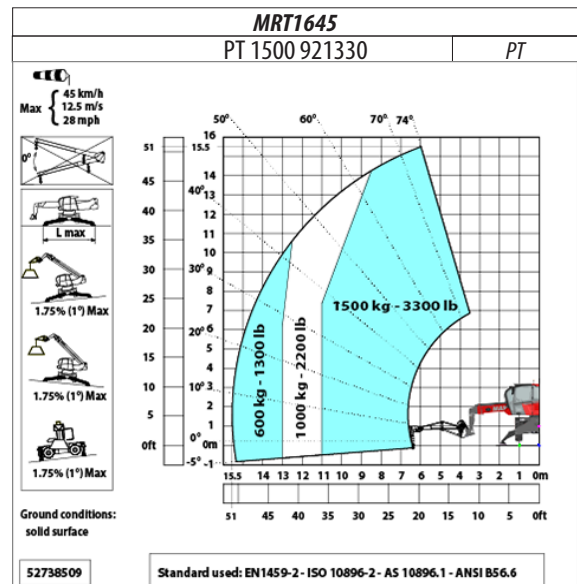 MRT1645
PT 1500 921330
PT
Max
45 km/h
12.5 m/s
28 mph
0°
L max
1.75% (1°) Max
1.75% (1°) Max
1.75% (1°) Max
Ground conditions:
solid surface
52738509
50°
60°
70°
74°
40°
30°
20°
10°
0°
-5°
51
45
40
35
30
25
20
15
10
5
0ft
16
15.5
14
13
12
11
10
9
8
7
6
5
4
3
2
1
0m
-1
600 kg - 1300 lb
1000 kg - 2200 lb
1500 kg - 3300 lb
15.5 14 13 12 11 10 9 8 7 6 5 4 3 2 1 0m
51 45 40 35 30 25 20 15 10 5 0ft
Standard used: EN1459-2 - ISO 10896-2 - AS 10896.1 - ANSI B56.6